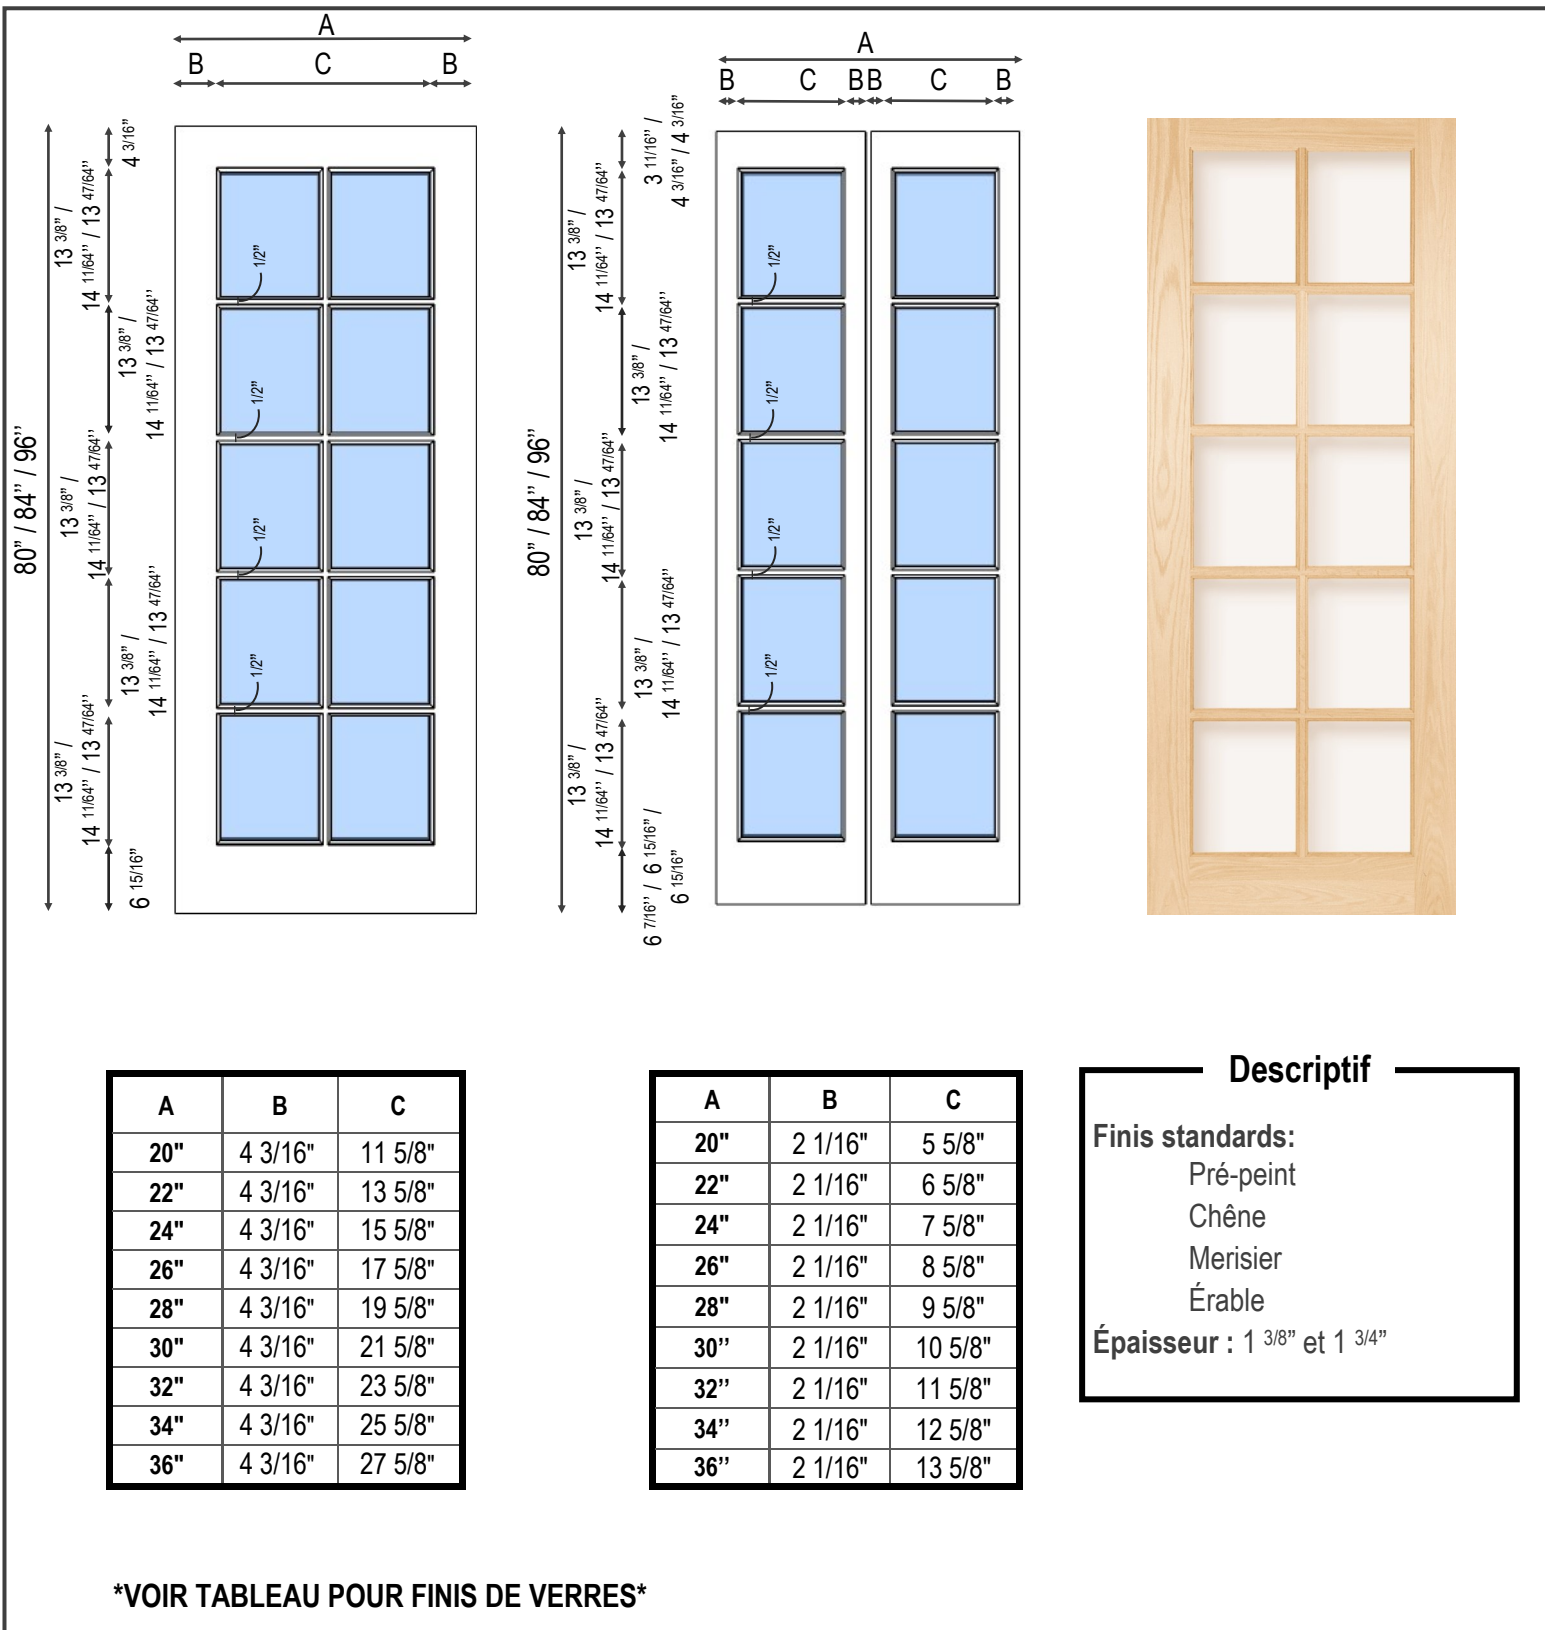 A
B C B
80” / 84” / 96”
4 3/16”
13 3/8” /
14 11/64’’ / 13 47/64’’
13 3/8” /
14 11/64’’ / 13 47/64’’
13 3/8” /
14 11/64’’ / 13 47/64’’
13 3/8” /
14 11/64’’ / 13 47/64’’
13 3/8” /
14 11/64’’ / 13 47/64’’
6 15/16”
1/2”
1/2”
1/2”
1/2”
A
B C B B C B
80” / 84” / 96”
3 11/16” /
4 3/16” / 4 3/16”
13 3/8” /
14 11/64’’ / 13 47/64’’
13 3/8” /
14 11/64’’ / 13 47/64’’
13 3/8” /
14 11/64’’ / 13 47/64’’
13 3/8” /
14 11/64’’ / 13 47/64’’
13 3/8” /
14 11/64’’ / 13 47/64’’
6 7/16’’ / 6 15/16” /
6 15/16”
1/2”
1/2”
1/2”
1/2”
A B C
20" 4 3/16" 11 5/8"
22" 4 3/16" 13 5/8"
24" 4 3/16" 15 5/8"
26" 4 3/16" 17 5/8"
28" 4 3/16" 19 5/8"
30" 4 3/16" 21 5/8"
32" 4 3/16" 23 5/8"
34" 4 3/16" 25 5/8"
36" 4 3/16" 27 5/8"
A B C
20" 2 1/16" 5 5/8"
22" 2 1/16" 6 5/8"
24" 2 1/16" 7 5/8"
26" 2 1/16" 8 5/8"
28" 2 1/16" 9 5/8"
30’’ 2 1/16" 10 5/8"
32’’ 2 1/16" 11 5/8"
34’’ 2 1/16" 12 5/8"
36’’ 2 1/16" 13 5/8"
Descriptif
Finis standards:
Pré-peint
Chêne
Merisier
Érable
Épaisseur : 1 3/8” et 1 3/4”
*VOIR TABLEAU POUR FINIS DE VERRES*